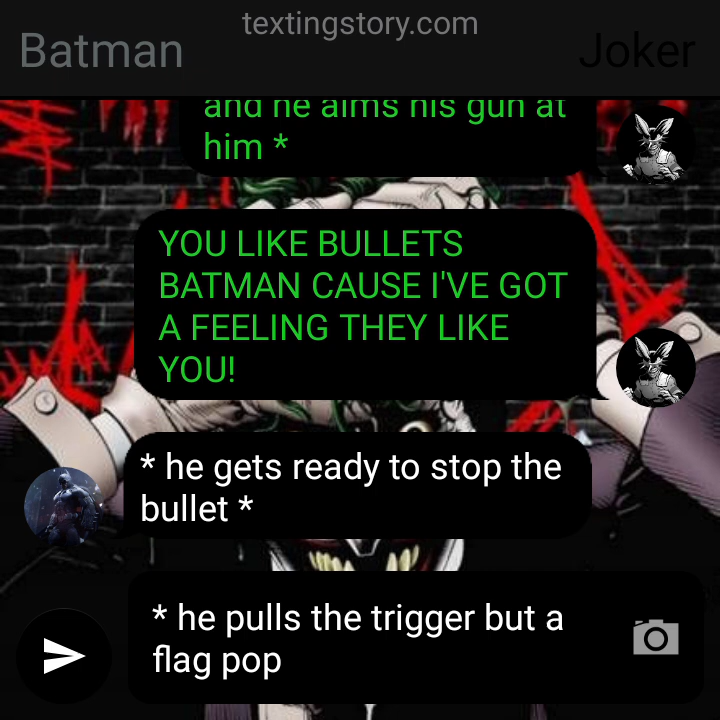 textingstory.com
Batman
Joker
and he aims his gun at
him *
YOU LIKE BULLETS
BATMAN CAUSE I'VE GOT
A FEELING THEY LIKE
YOU!
* he gets ready to stop the
bullet *
* he pulls the trigger but a
flag pop